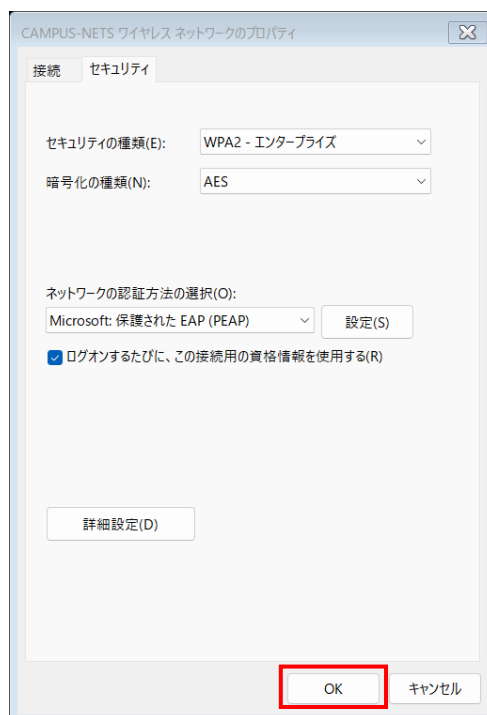 CAMPUS-NETS ワイヤレス ネットワークのプロパティ
接続 セキュリティ
セキュリティの種類(E): WPA2 - エンタープライズ
暗号化の種類(N): AES
ネットワークの認証方法の選択(O):
Microsoft: 保護された EAP (PEAP) 設定(S)
ログオンするたびに、この接続用の資格情報を使用する(R)
詳細設定(D)
OK キャンセル